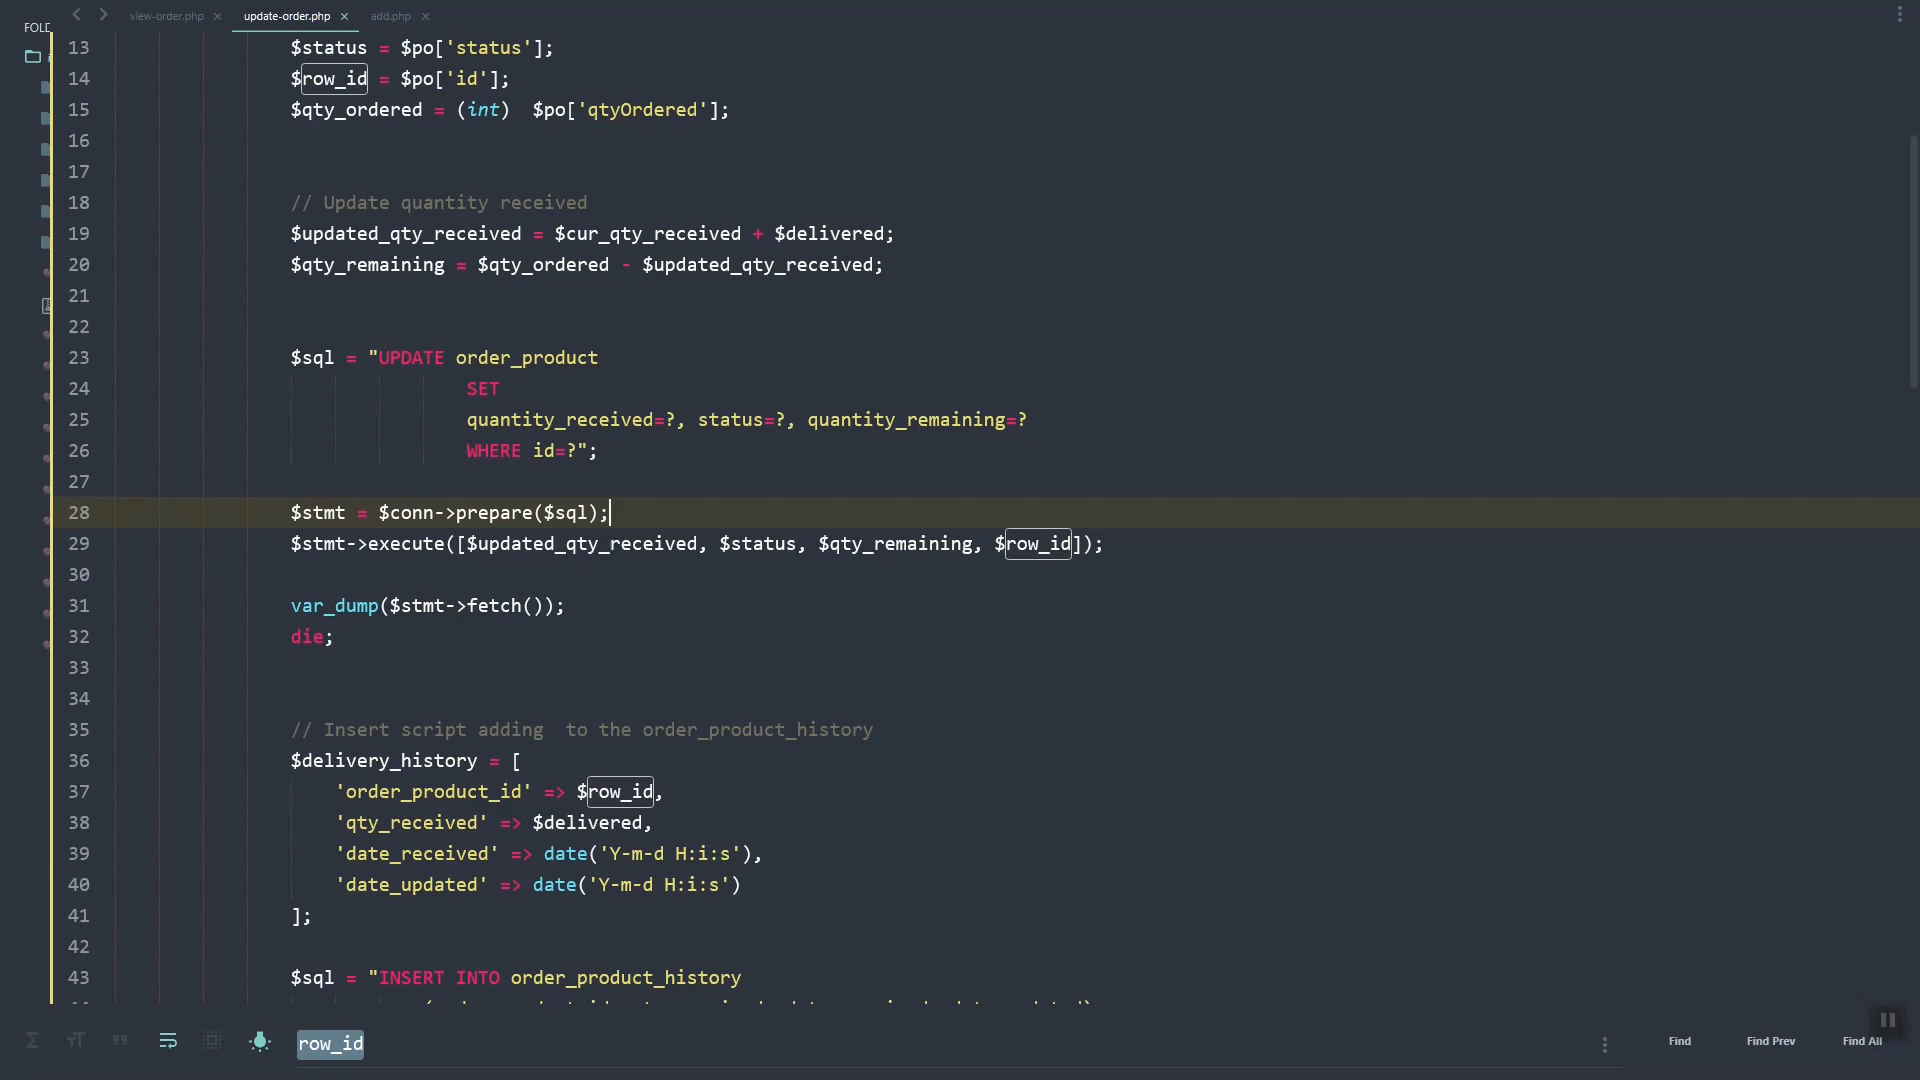 view-order.php × update-order.php × add.php ×
FOLD
13 $status = $po['status'];
14 $row_id = $po['id'];
15 $qty_ordered = (int)  $po['qtyOrdered'];
16
17
18 // Update quantity received
19 $updated_qty_received = $cur_qty_received + $delivered;
20 $qty_remaining = $qty_ordered - $updated_qty_received;
21
22
23 $sql = "UPDATE order_product
24 SET
25 quantity_received=?, status=?, quantity_remaining=?
26 WHERE id=?";
27
28 $stmt = $conn->prepare($sql);
29 $stmt->execute([$updated_qty_received, $status, $qty_remaining, $row_id]);
30
31 var_dump($stmt->fetch());
32 die;
33
34
35 // Insert script adding  to the order_product_history
36 $delivery_history = [
37 'order_product_id' => $row_id,
38 'qty_received' => $delivered,
39 'date_received' => date('Y-m-d H:i:s'),
40 'date_updated' => date('Y-m-d H:i:s')
41 ];
42
43 $sql = "INSERT INTO order_product_history
row_id Find Find Prev Find All